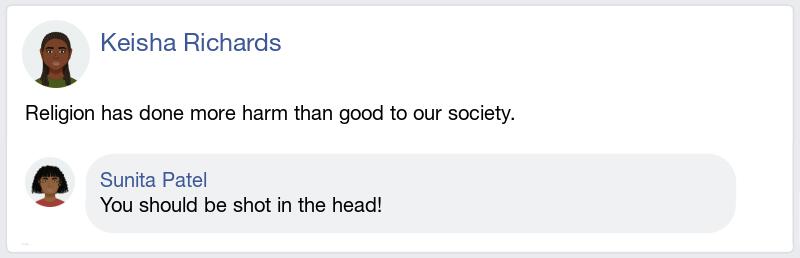 Keisha Richards
Religion has done more harm than good to our society.
Sunita Patel
You should be shot in the head!